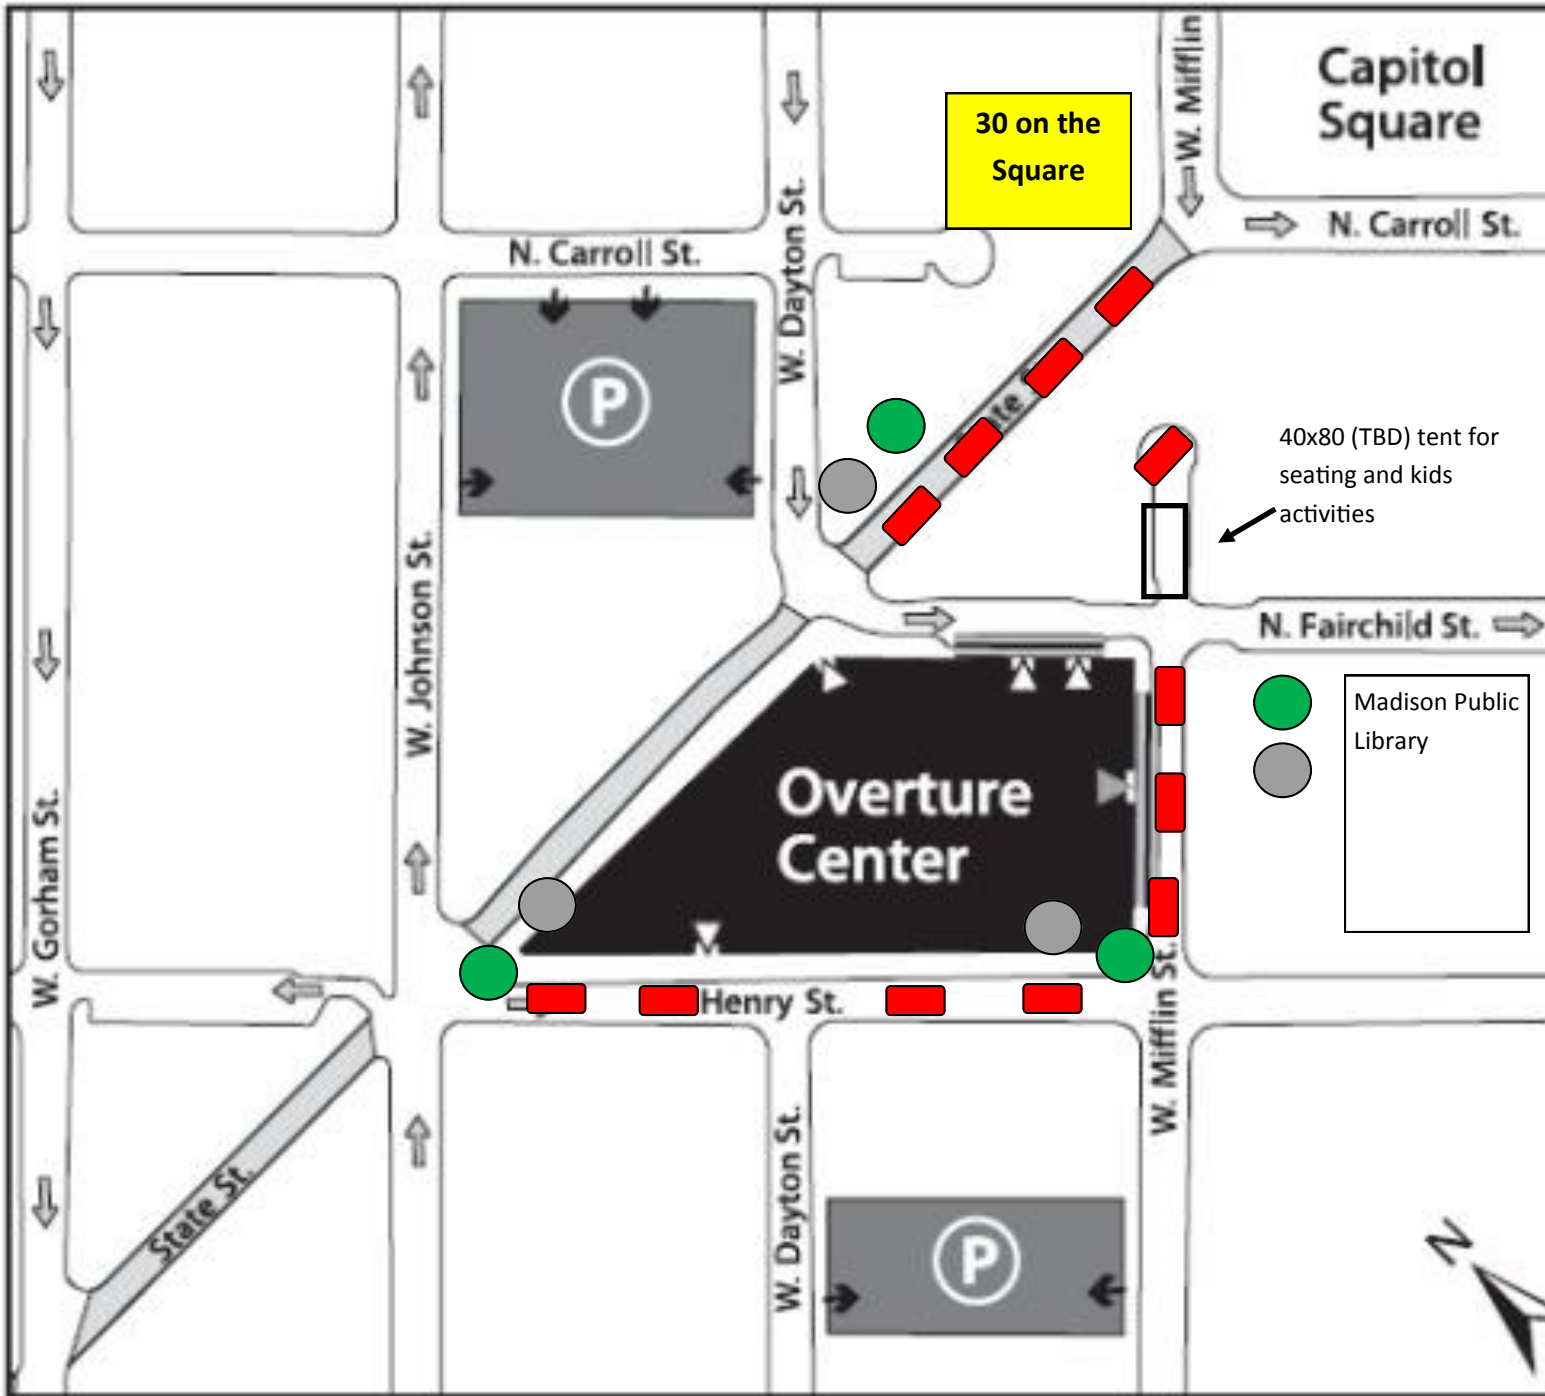 W. Mifflin
Capitol
Square
30 on the
Square
N. Carroll St.
N. Carroll St.
W. Dayton St.
P
40x80 (TBD) tent for
seating and kids
activities
W. Johnson St.
N. Fairchild St.
Madison Public
Library
Overture
Center
W. Gorham St.
Henry St.
W. Mifflin St.
State St.
W. Dayton St.
P
N